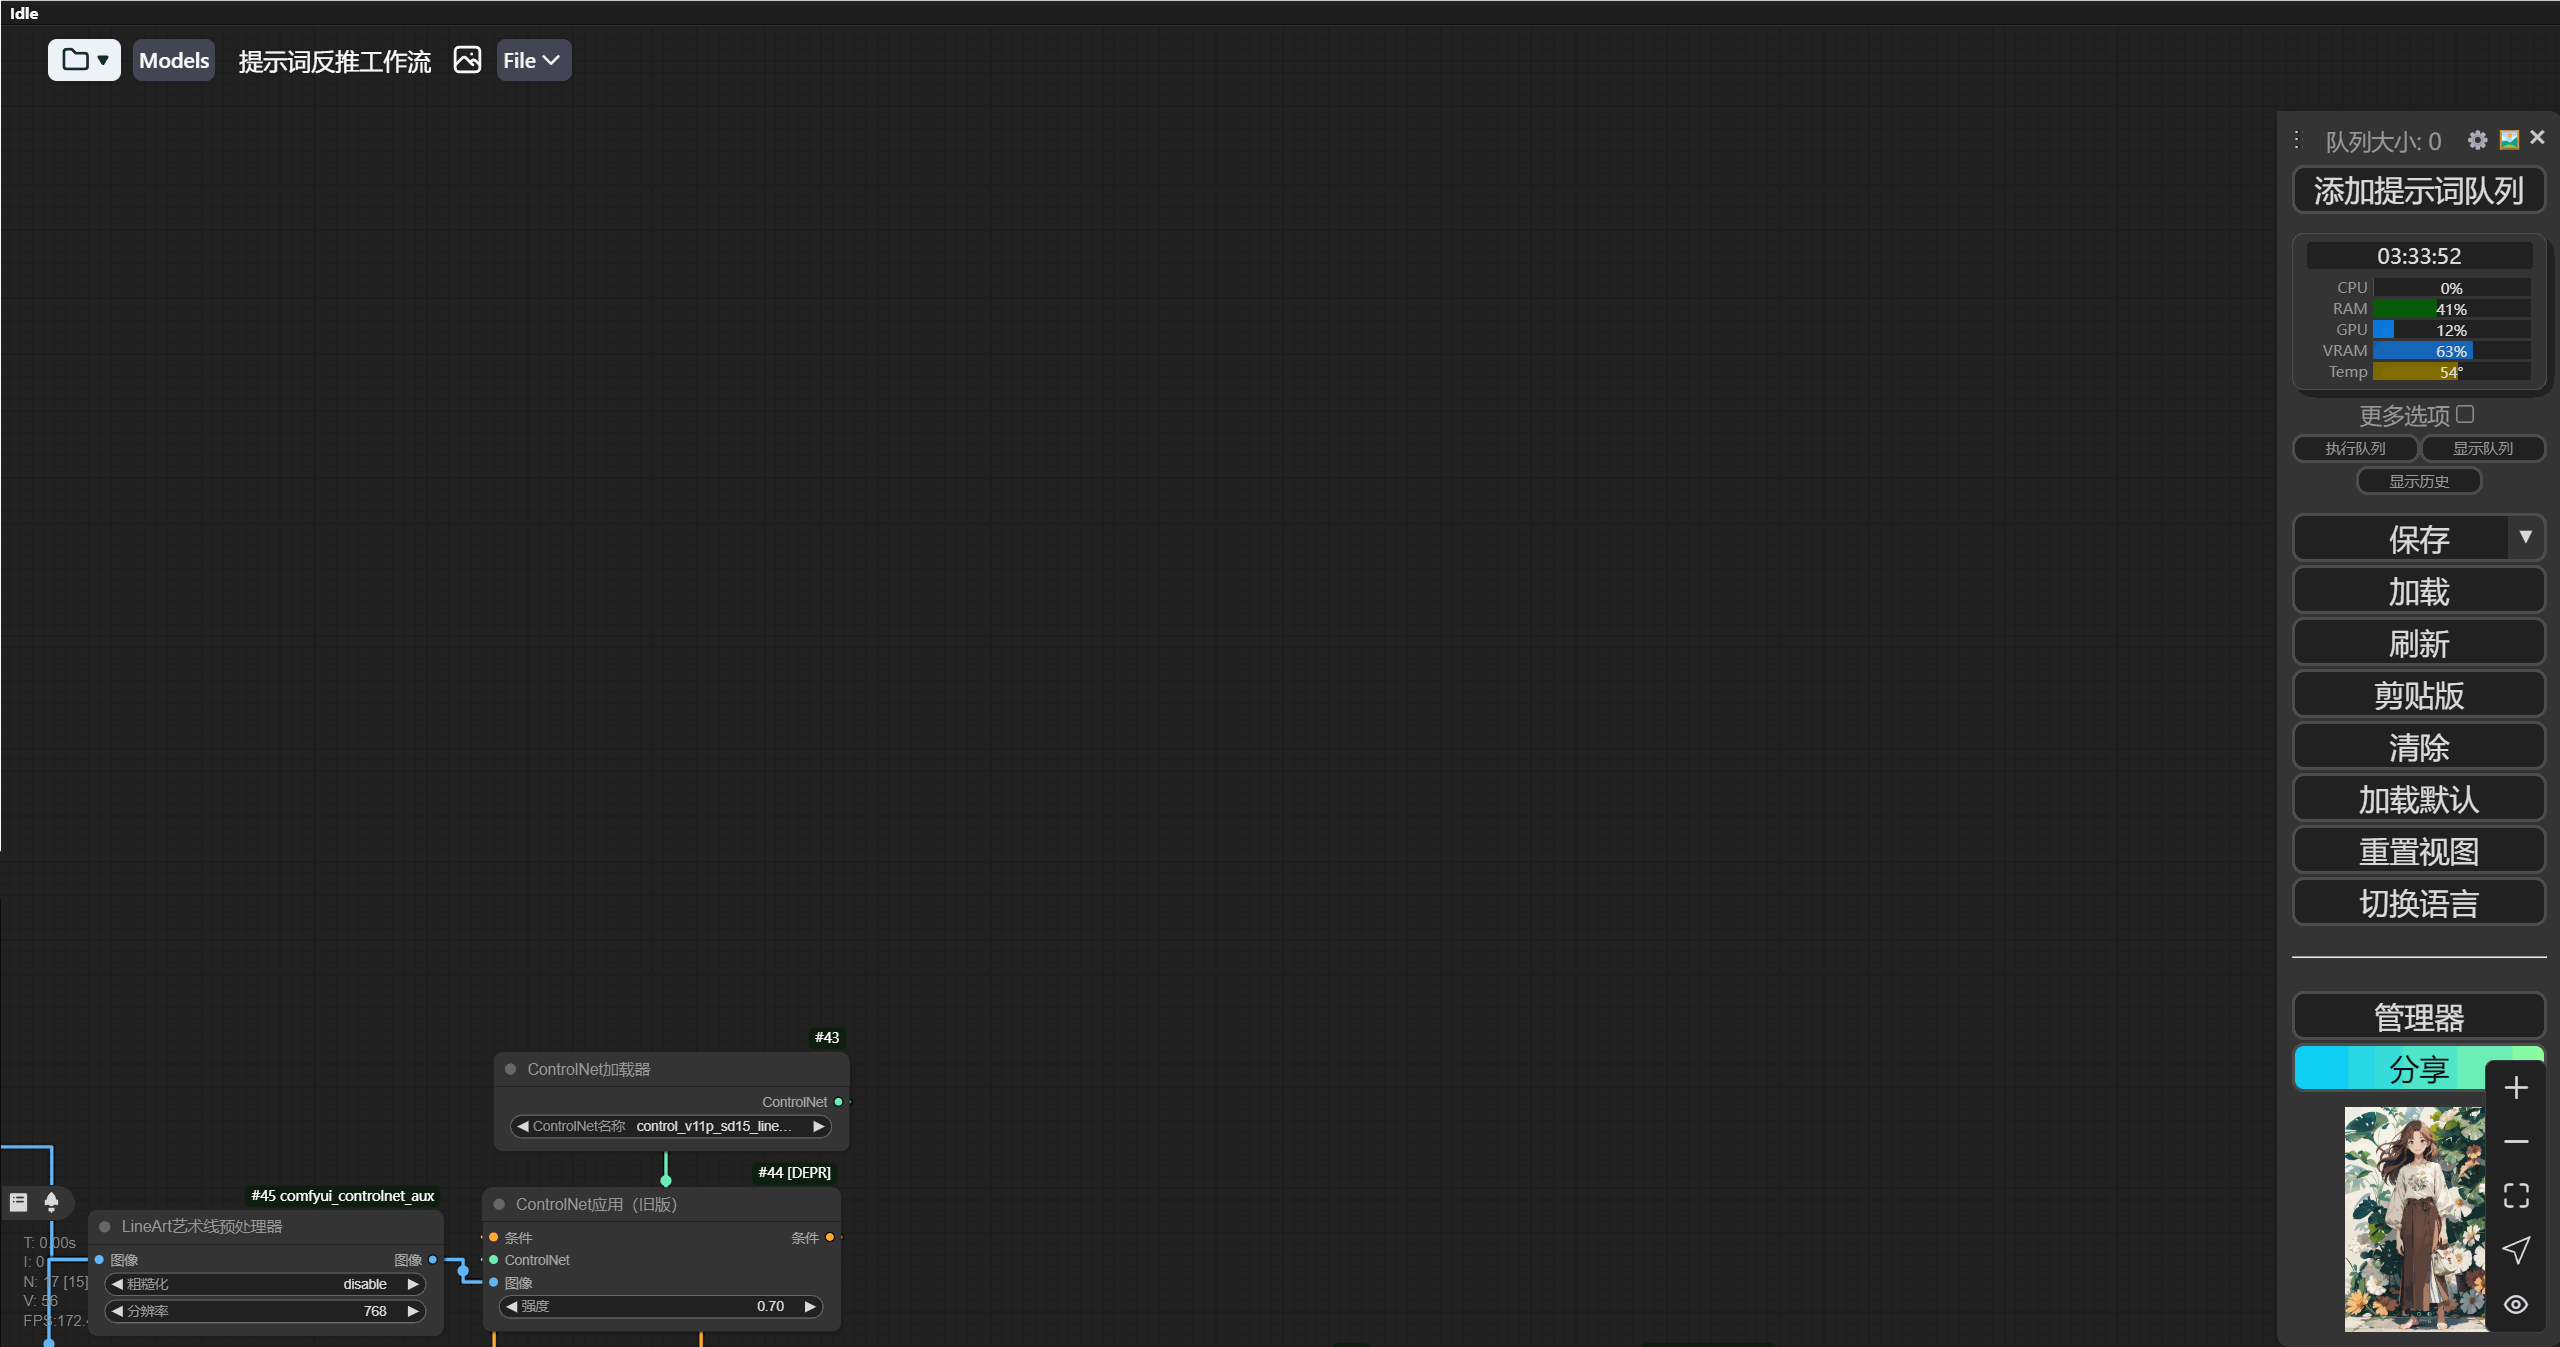 Idle
Models
提示词反推工作流
File
队列大小: 0
添加提示词队列
03:33:52
CPU 0%
RAM 41%
GPU 12%
VRAM 63%
Temp 54°
更多选项
执行队列
显示队列
显示历史
保存
加载
刷新
剪贴版
清除
加载默认
重置视图
切换语言
管理器
分享
#43
ControlNet加载器
ControlNet
ControlNet名称 control_v11p_sd15_line...
#44 [DEPR]
ControlNet应用（旧版）
条件 条件
ControlNet
图像
强度 0.70
#45 comfyui_controlnet_aux
LineArt艺术线预处理器
图像 图像
粗糙化 disable
分辨率 768
T: 0.00s
I: 0
N: 17 [15]
V: 56
FPS:172.